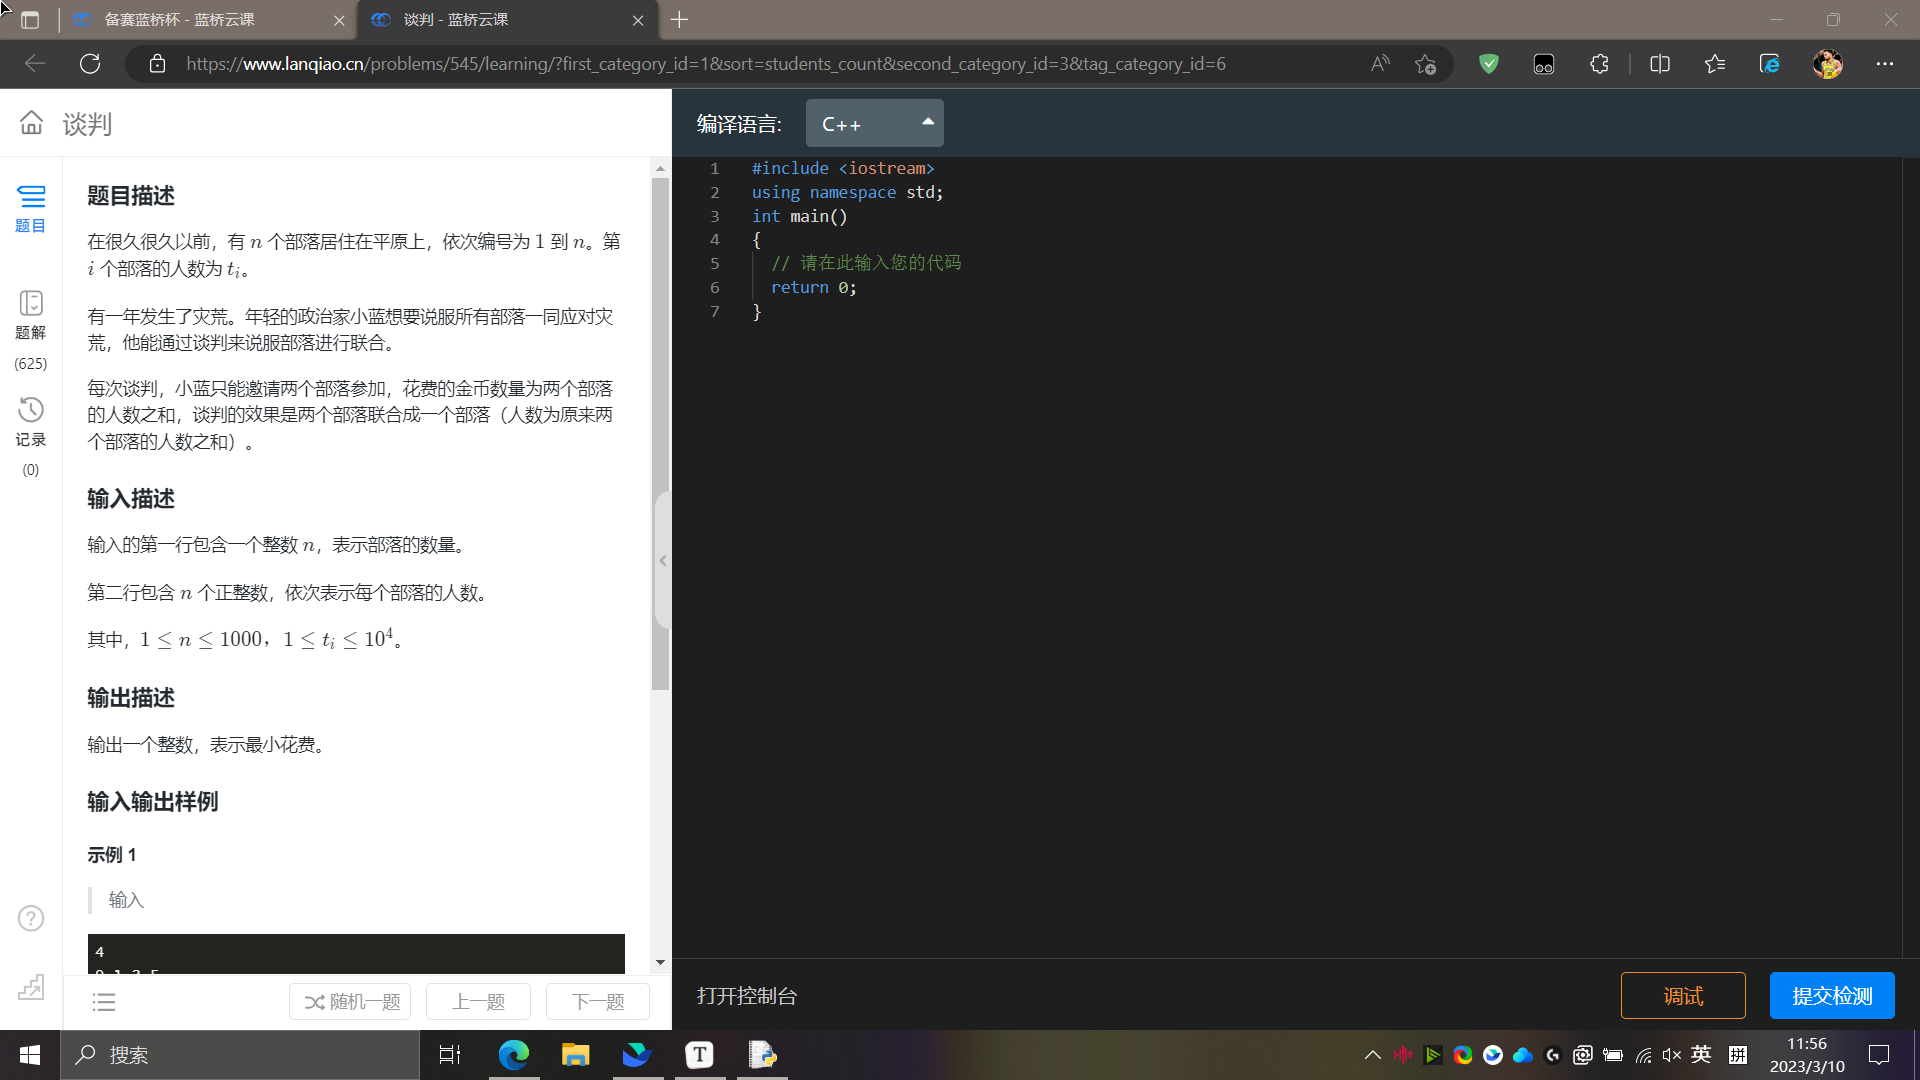 备赛蓝桥杯 - 蓝桥云课
谈判 - 蓝桥云课
https://www.lanqiao.cn/problems/545/learning/?first_category_id=1&sort=students_count&second_category_id=3&tag_category_id=6
谈判
编译语言:
C++
题目
题解
(625)
记录
(0)
题目描述
在很久很久以前，有 n 个部落居住在平原上，依次编号为 1 到 n。第
i 个部落的人数为 tᵢ。
有一年发生了灾荒。年轻的政治家小蓝想要说服所有部落一同应对灾
荒，他能通过谈判来说服部落进行联合。
每次谈判，小蓝只能邀请两个部落参加，花费的金币数量为两个部落
的人数之和，谈判的效果是两个部落联合成一个部落（人数为原来两
个部落的人数之和）。
输入描述
输入的第一行包含一个整数 n，表示部落的数量。
第二行包含 n 个正整数，依次表示每个部落的人数。
其中，1 ≤ n ≤ 1000，1 ≤ tᵢ ≤ 10⁴。
输出描述
输出一个整数，表示最小花费。
输入输出样例
示例 1
输入
4
随机一题
上一题
下一题
1 #include <iostream>
2 using namespace std;
3 int main()
4 {
5 // 请在此输入您的代码
6 return 0;
7 }
打开控制台
调试
提交检测
搜索
英
拼
11:56
2023/3/10